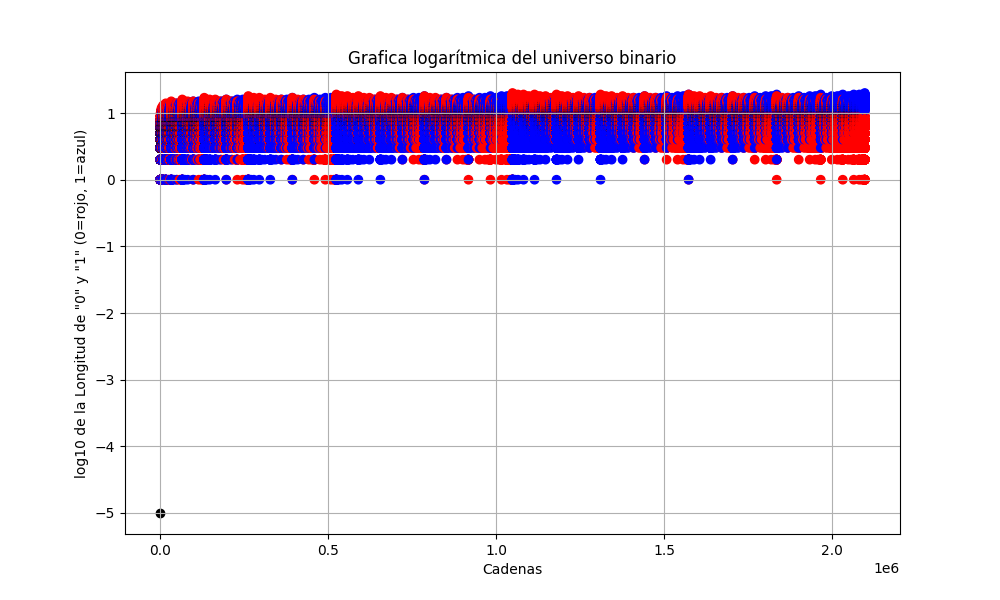 Grafica logarítmica del universo binario
log10 de la Longitud de "0" y "1" (0=rojo, 1=azul)
1
0
−1
−2
−3
−4
−5
0.0 0.5 1.0 1.5 2.0
1e6
Cadenas